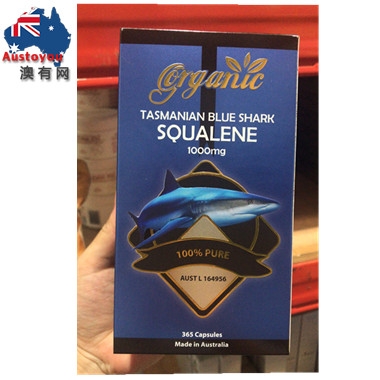 Austoyou
澳有网
Organic
TASMANIAN BLUE SHARK
SQUALENE
1000mg
100% PURE
AUST L 164956
365 Capsules
Made in Australia